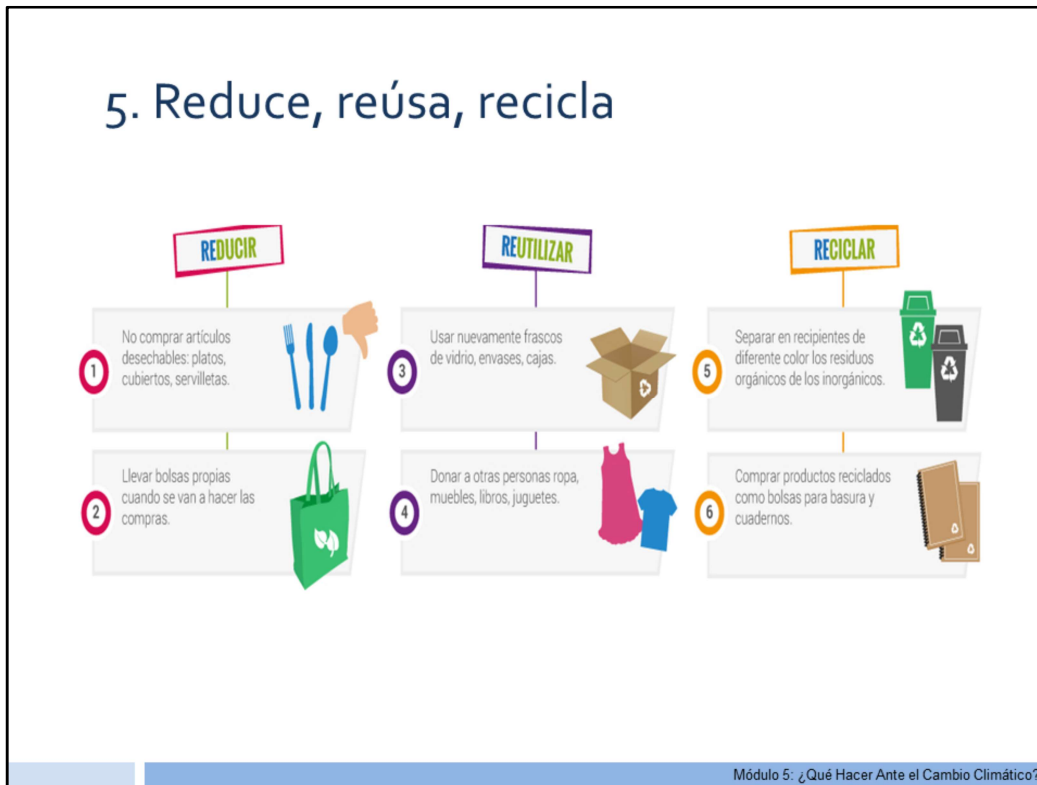 5. Reduce, reúsa, recicla
REDUCIR
1
No comprar artículos
desechables: platos,
cubiertos, servilletas.
2
Llevar bolsas propias
cuando se van a hacer las
compras.
REUTILIZAR
3
Usar nuevamente frascos
de vidrio, envases, cajas.
4
Donar a otras personas ropa,
muebles, libros, juguetes.
RECICLAR
5
Separar en recipientes de
diferente color los residuos
orgánicos de los inorgánicos.
6
Comprar productos reciclados
como bolsas para basura y
cuadernos.
Módulo 5: ¿Qué Hacer Ante el Cambio Climático?